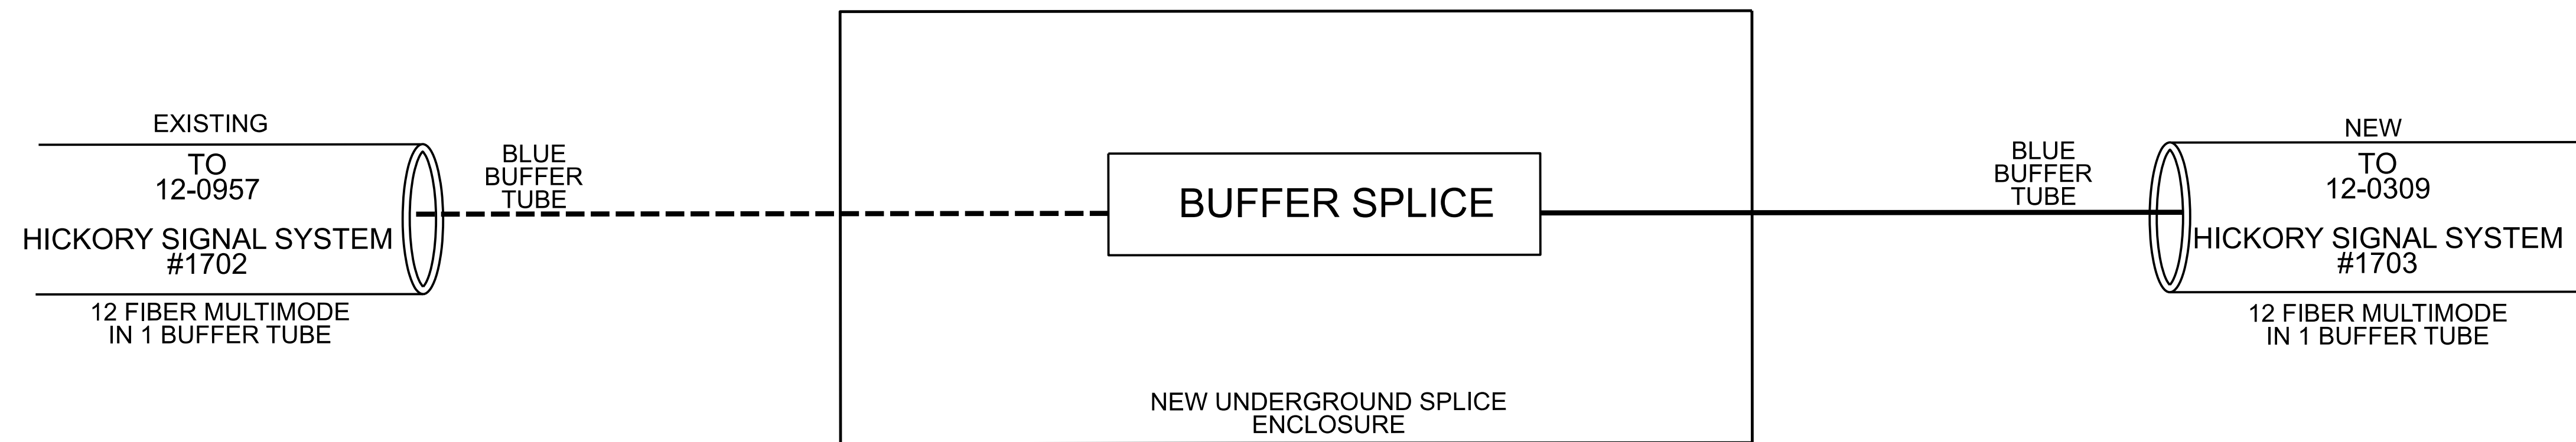 EXISTING
TO
12-0957
HICKORY SIGNAL SYSTEM
#1702
12 FIBER MULTIMODE
IN 1 BUFFER TUBE
BLUE
BUFFER
TUBE
BUFFER SPLICE
NEW UNDERGROUND SPLICE
ENCLOSURE
BLUE
BUFFER
TUBE
NEW
TO
12-0309
HICKORY SIGNAL SYSTEM
#1703
12 FIBER MULTIMODE
IN 1 BUFFER TUBE